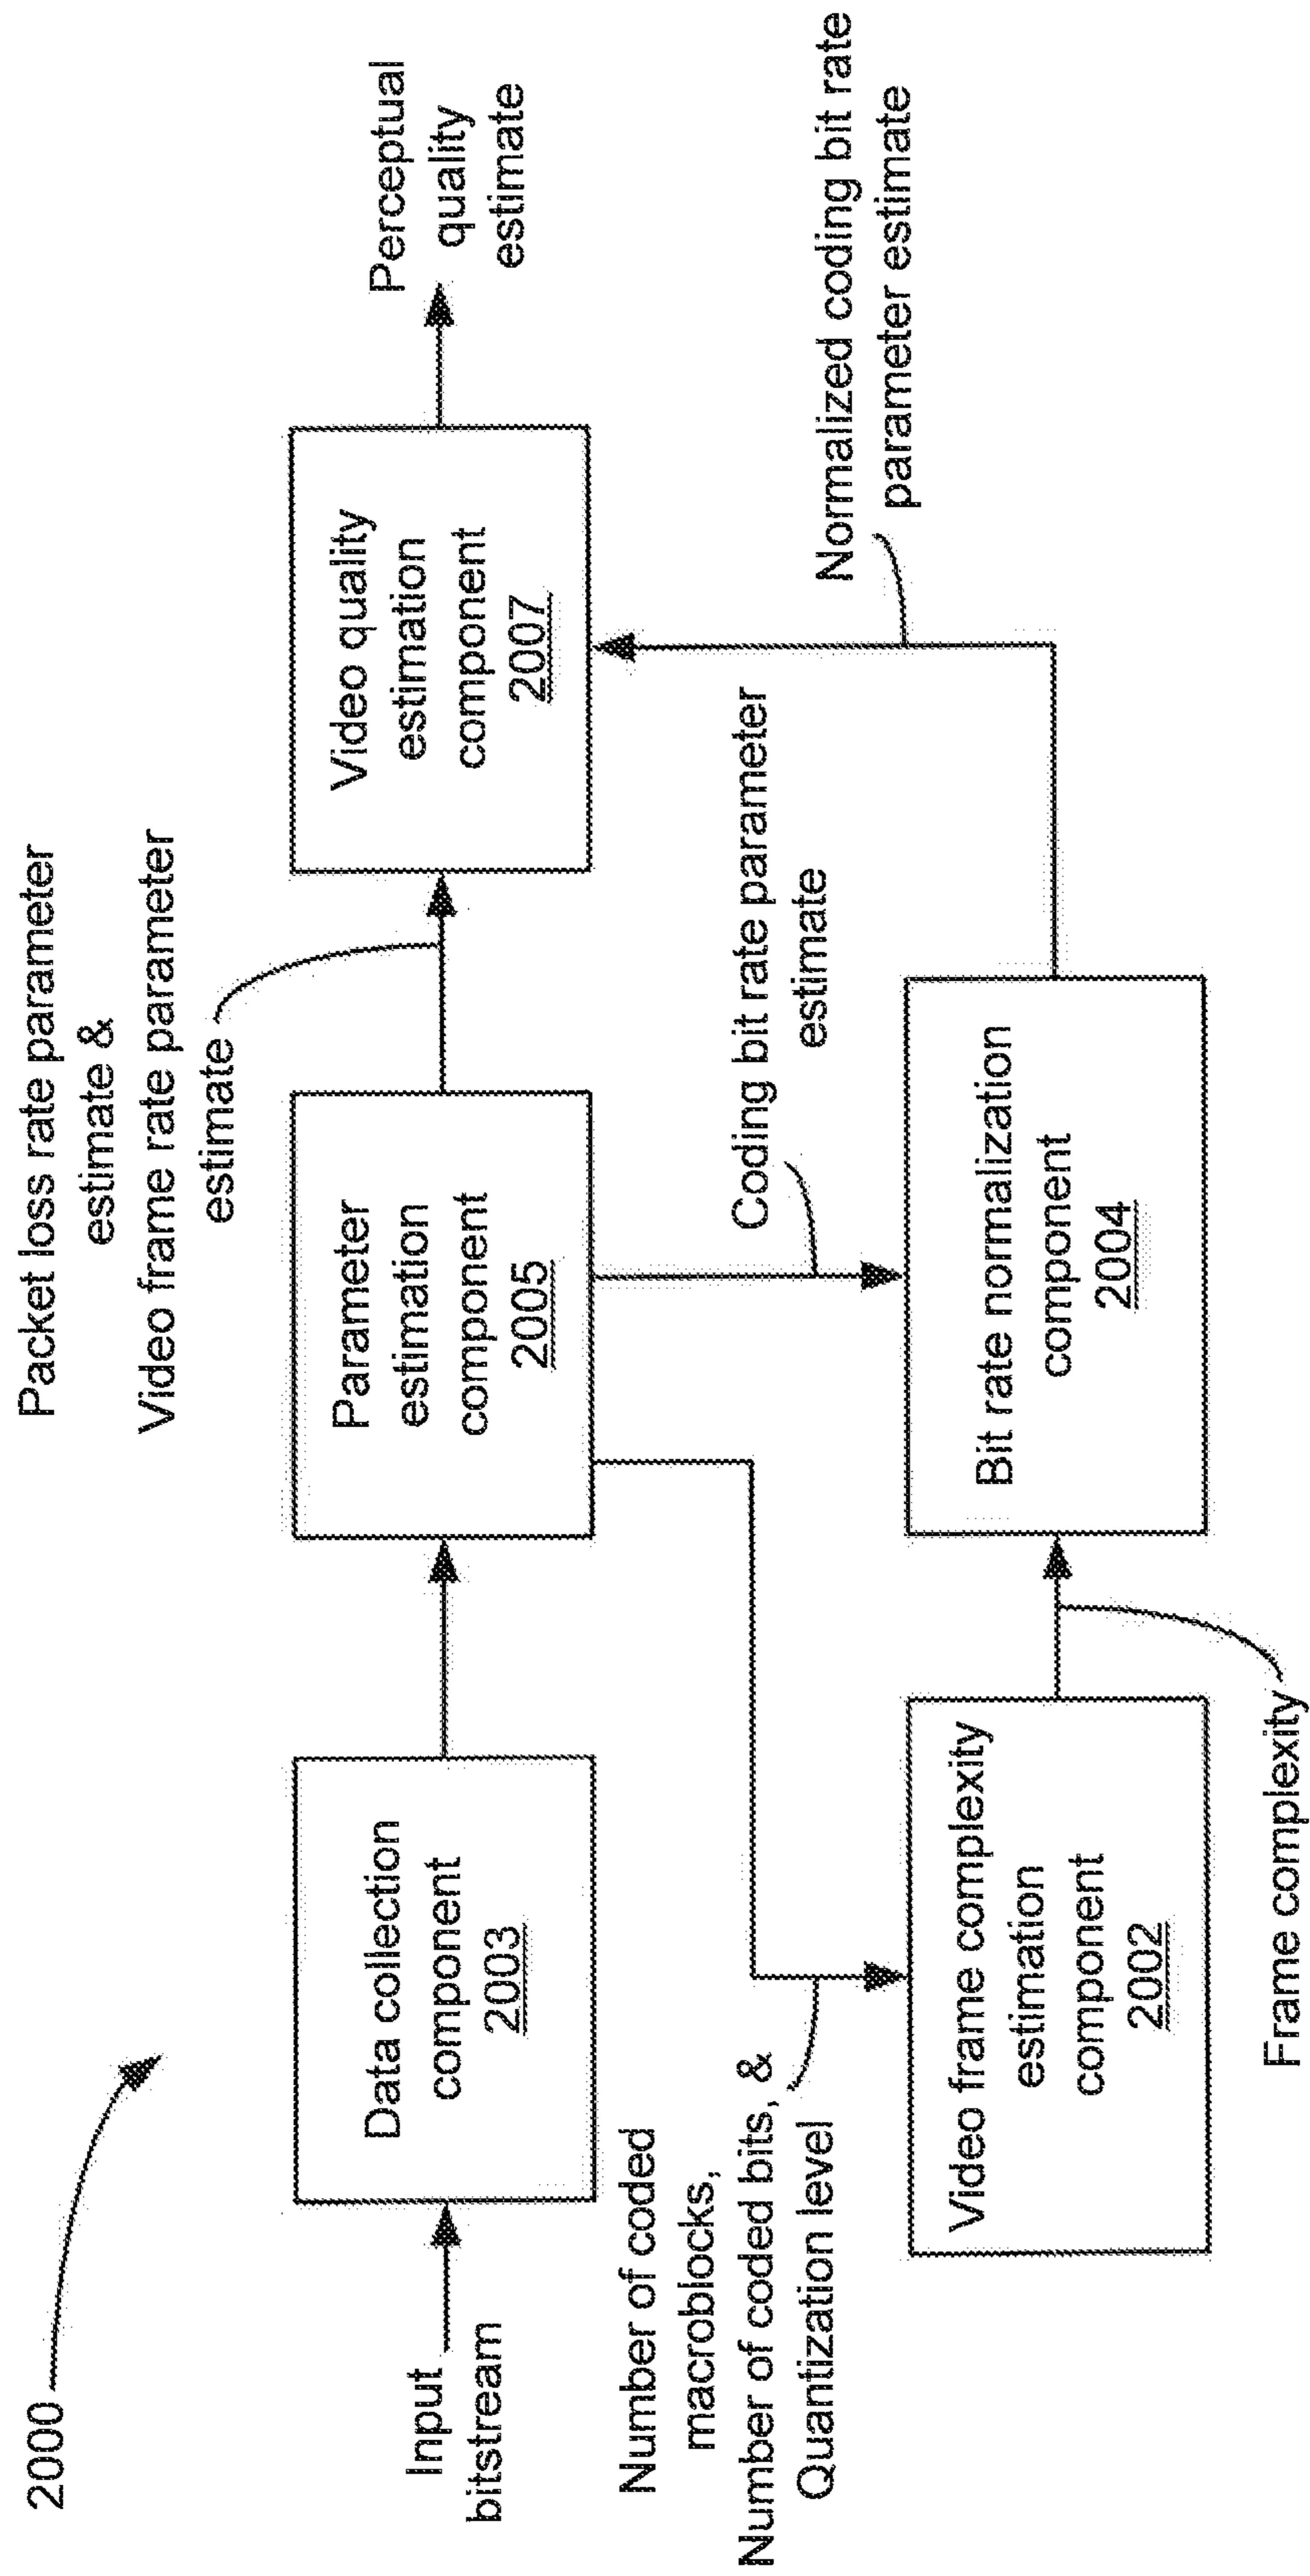 2000
Packet loss rate parameter
estimate &
Video frame rate parameter
estimate
Input
bitstream
Data collection
component
2003
Parameter
estimation
component
2005
Video quality
estimation
component
2007
Perceptual
quality
estimate
Number of coded
macroblocks,
Number of coded bits, &
Quantization level
Coding bit rate parameter
estimate
Normalized coding bit rate
parameter estimate
Video frame complexity
estimation
component
2002
Bit rate normalization
component
2004
Frame complexity